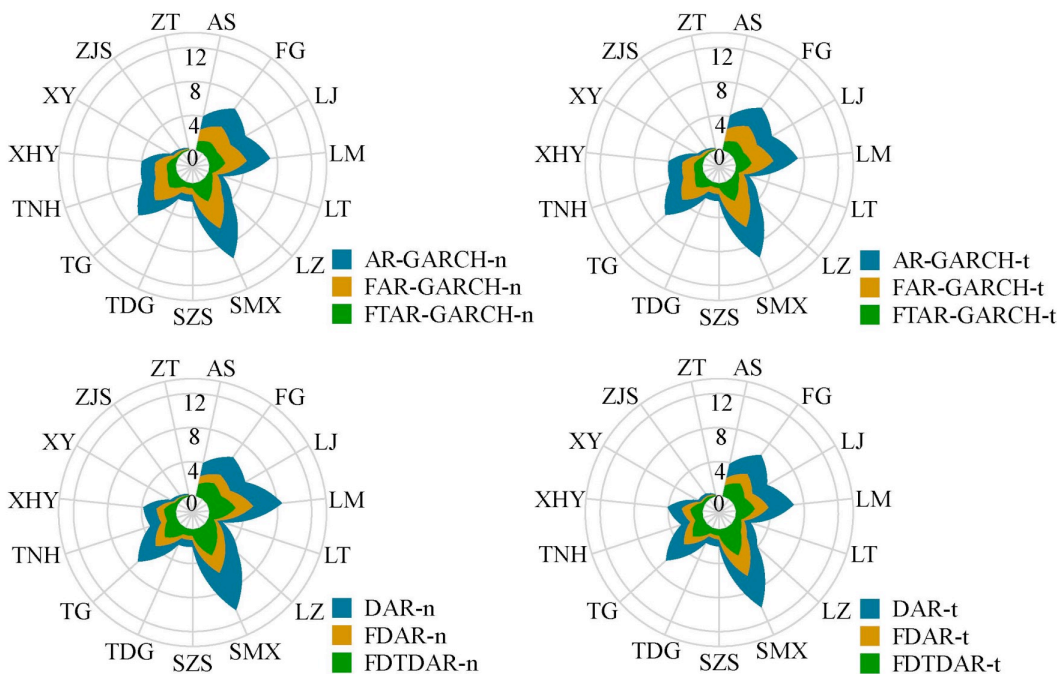 ZT AS
ZJS FG
XY LJ
XHY LM
TNH LT
TG LZ
TDG SMX
SZS
12
8
4
0
AR-GARCH-n
FAR-GARCH-n
FTAR-GARCH-n
ZT AS
ZJS FG
XY LJ
XHY LM
TNH LT
TG LZ
TDG SMX
SZS
12
8
4
0
AR-GARCH-t
FAR-GARCH-t
FTAR-GARCH-t
ZT AS
ZJS FG
XY LJ
XHY LM
TNH LT
TG LZ
TDG SMX
SZS
12
8
4
0
DAR-n
FDAR-n
FDTDAR-n
ZT AS
ZJS FG
XY LJ
XHY LM
TNH LT
TG LZ
TDG SMX
SZS
12
8
4
0
DAR-t
FDAR-t
FDTDAR-t